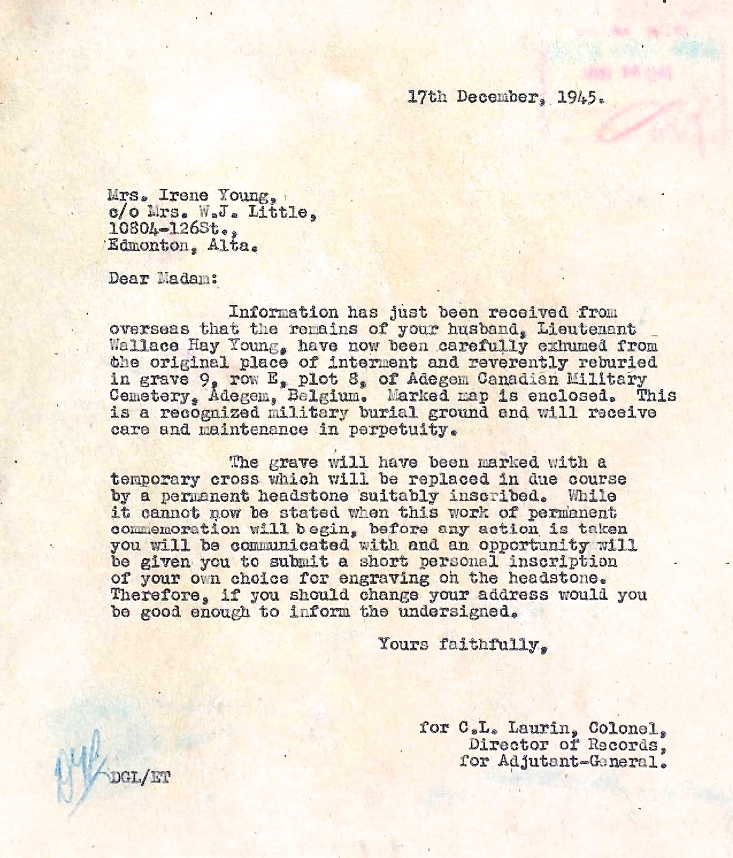 17th December, 1945.
Mrs. Irene Young,
c/o Mrs. W.J. Little,
10804-126St.,
Edmonton, Alta.
Dear Madam:
Information has just been received from
overseas that the remains of your husband, Lieutenant
Wallace Hay Young, have now been carefully exhumed from
the original place of interment and reverently reburied
in grave 9, row E, plot 8, of Adegem Canadian Military
Cemetery, Adegem, Belgium. Marked map is enclosed. This
is a recognized military burial ground and will receive
care and maintenance in perpetuity.
The grave will have been marked with a
temporary cross which will be replaced in due course
by a permanent headstone suitably inscribed. While
it cannot now be stated when this work of permanent
commemoration will begin, before any action is taken
you will be communicated with and an opportunity will
be given you to submit a short personal inscription
of your own choice for engraving on the headstone.
Therefore, if you should change your address would you
be good enough to inform the undersigned.
Yours faithfully,
for C.L. Laurin, Colonel,
Director of Records,
for Adjutant-General.
DGL/ET